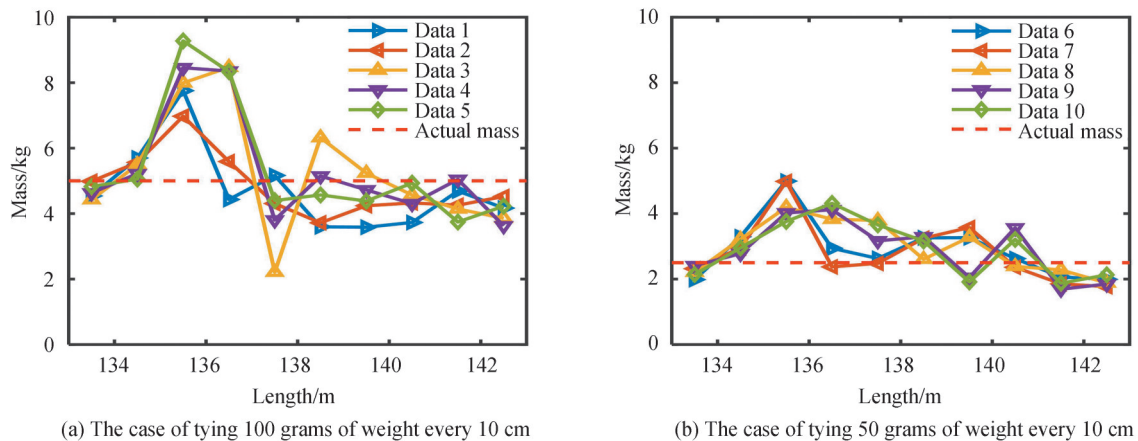 10
8
6
4
2
0
Mass/kg
Data 1
Data 2
Data 3
Data 4
Data 5
Actual mass
134 136 138 140 142
Length/m
(a) The case of tying 100 grams of weight every 10 cm
10
8
6
4
2
0
Mass/kg
Data 6
Data 7
Data 8
Data 9
Data 10
Actual mass
134 136 138 140 142
Length/m
(b) The case of tying 50 grams of weight every 10 cm